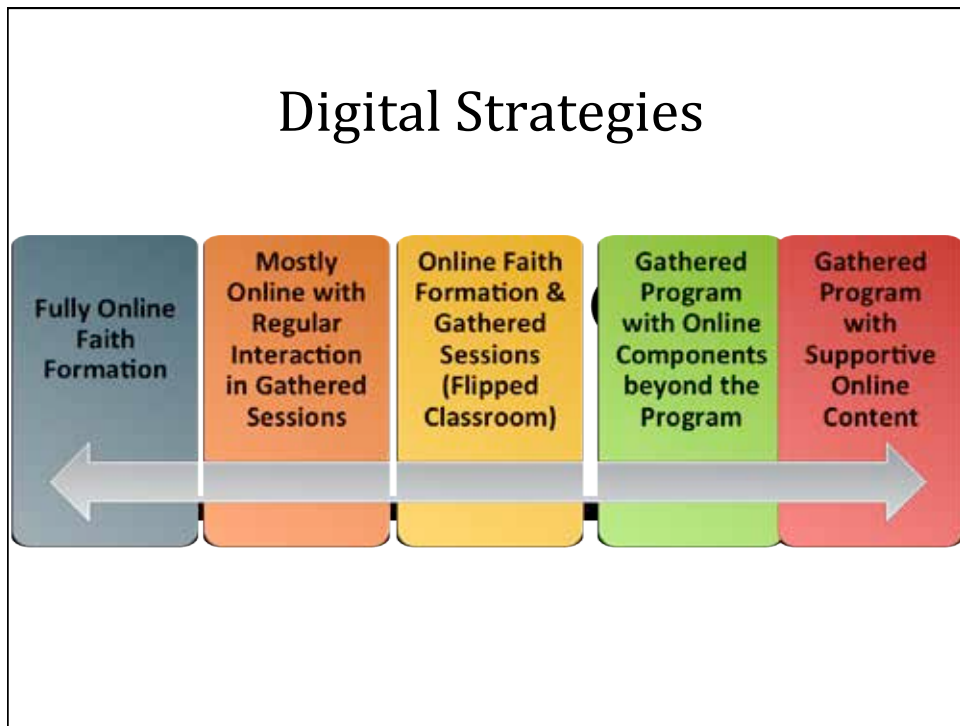 Digital Strategies
Fully Online
Faith
Formation
Mostly
Online with
Regular
Interaction
in Gathered
Sessions
Online Faith
Formation &
Gathered
Sessions
(Flipped
Classroom)
Gathered
Program
with Online
Components
beyond the
Program
Gathered
Program
with
Supportive
Online
Content